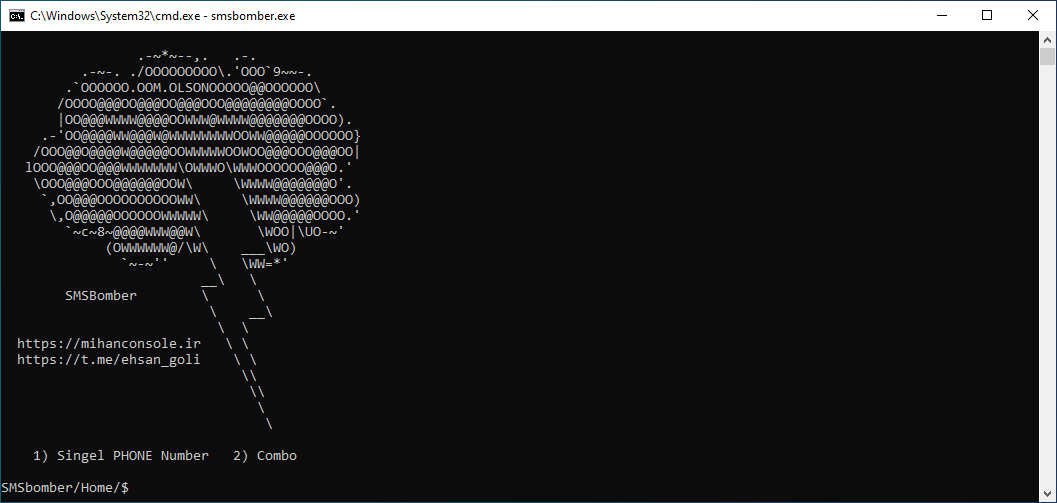 C:\Windows\System32\cmd.exe - smsbomber.exe
.-~*~--,.   .-.
.-~-. ./OOOOOOOOO\.'OOO`9~~-.
.`OOOOOO.OOM.OLSONOOOOO@@OOOOOO\
/OOOO@@@OO@@@OO@@@OOO@@@@@@@@OOOO`.
|OO@@@WWWW@@@@OOWWW@WWWW@@@@@@@OOOO).
.-'OO@@@@WW@@@W@WWWWWWWWOOWW@@@@@OOOOOO}
/OOO@@O@@@@W@@@@@OOWWWWWOOWOO@@@OOO@@@OO|
lOOO@@@OO@@@WWWWWWW\OWWWO\WWWOOOOOO@@@O.'
\OOO@@@OOO@@@@@@OOW\     \WWWW@@@@@@@O'.
`,OO@@@OOOOOOOOOOWW\     \WWWW@@@@@@OOO)
\,O@@@@@OOOOOOWWWWW\     \WW@@@@@OOOO.'
`~c~8~@@@@WWW@@W\       \WOO|\UO-~'
(OWWWWWW@/\W\    ___\WO)
`~-~''     \   \WW=*'
__\   \
SMSBomber        \      \
\    __\
\  \
https://mihanconsole.ir   \ \
https://t.me/ehsan_goli    \ \
\\
\\
\
\
1) Singel PHONE Number   2) Combo
SMSbomber/Home/$